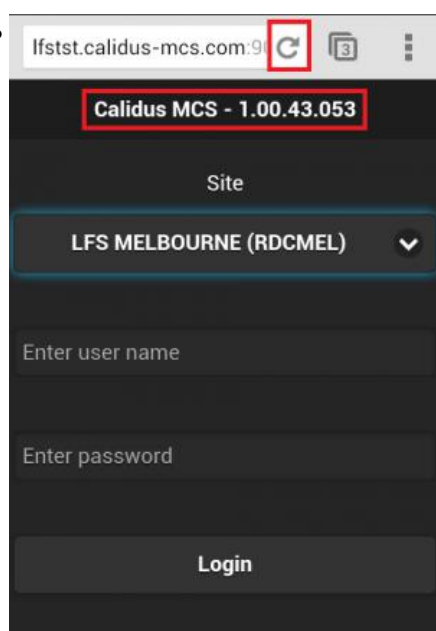 lfstst.calidus-mcs.com:9
3
Calidus MCS - 1.00.43.053
Site
LFS MELBOURNE (RDCMEL)
Enter user name
Enter password
Login